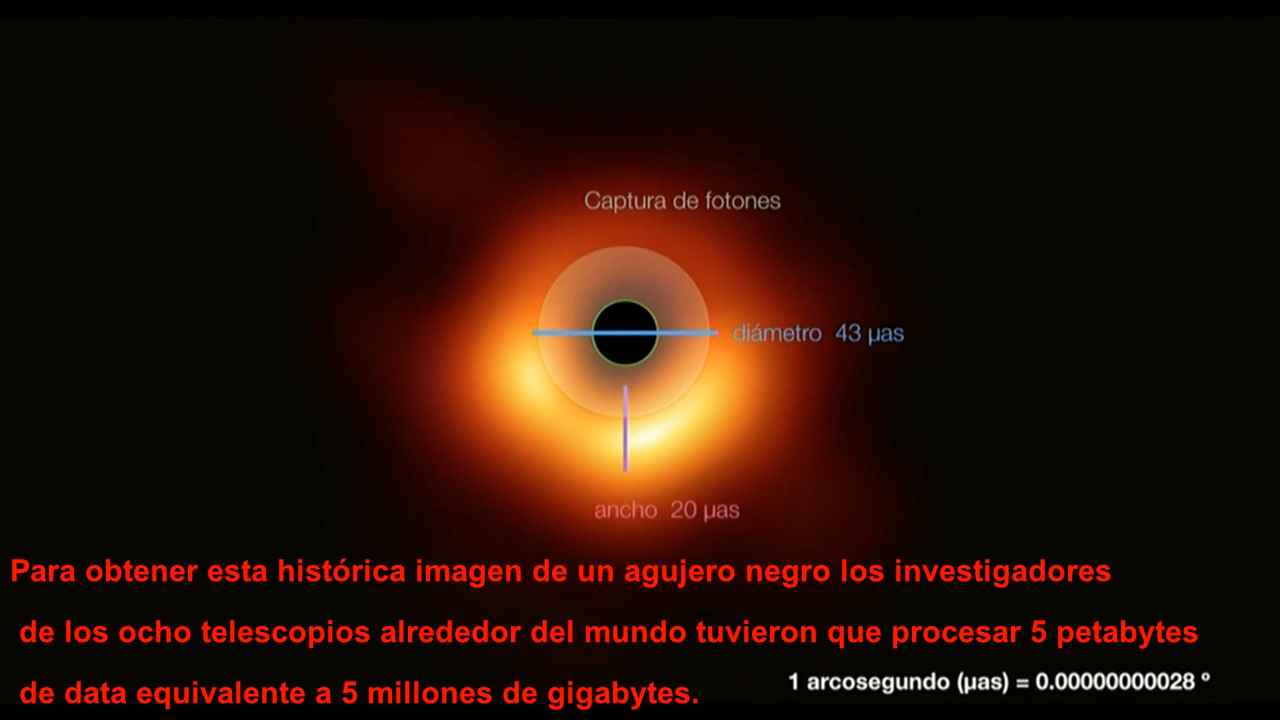 Captura de fotones
diámetro 43 µas
ancho 20 µas
Para obtener esta histórica imagen de un agujero negro los investigadores
de los ocho telescopios alrededor del mundo tuvieron que procesar 5 petabytes
de data equivalente a 5 millones de gigabytes.
1 arcosegundo (µas) = 0.00000000028 º